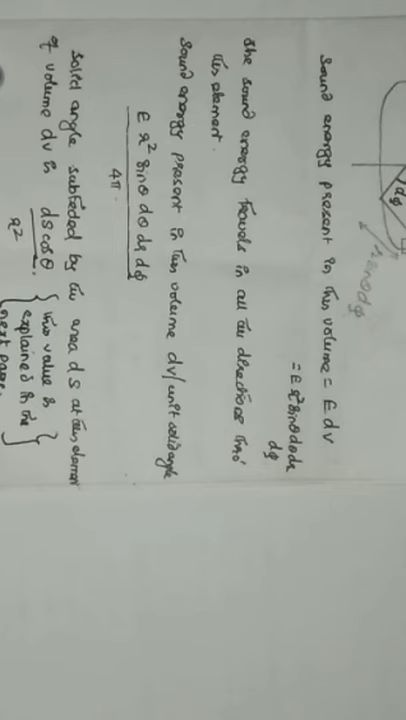 dφ
r sinθ dφ
Sound energy present in this volume = E dv
= E r² sinθ dθ dr
dφ
The sound energy travels in all the directions thro'
this element.
Sound energy present in this volume dv/unit solid angle
E r² sinθ dθ dr dφ
4π.
Solid angle subtended by the area ds at this element
of volume dv is ds cosθ / r². { this value is
explained in the
next page. }